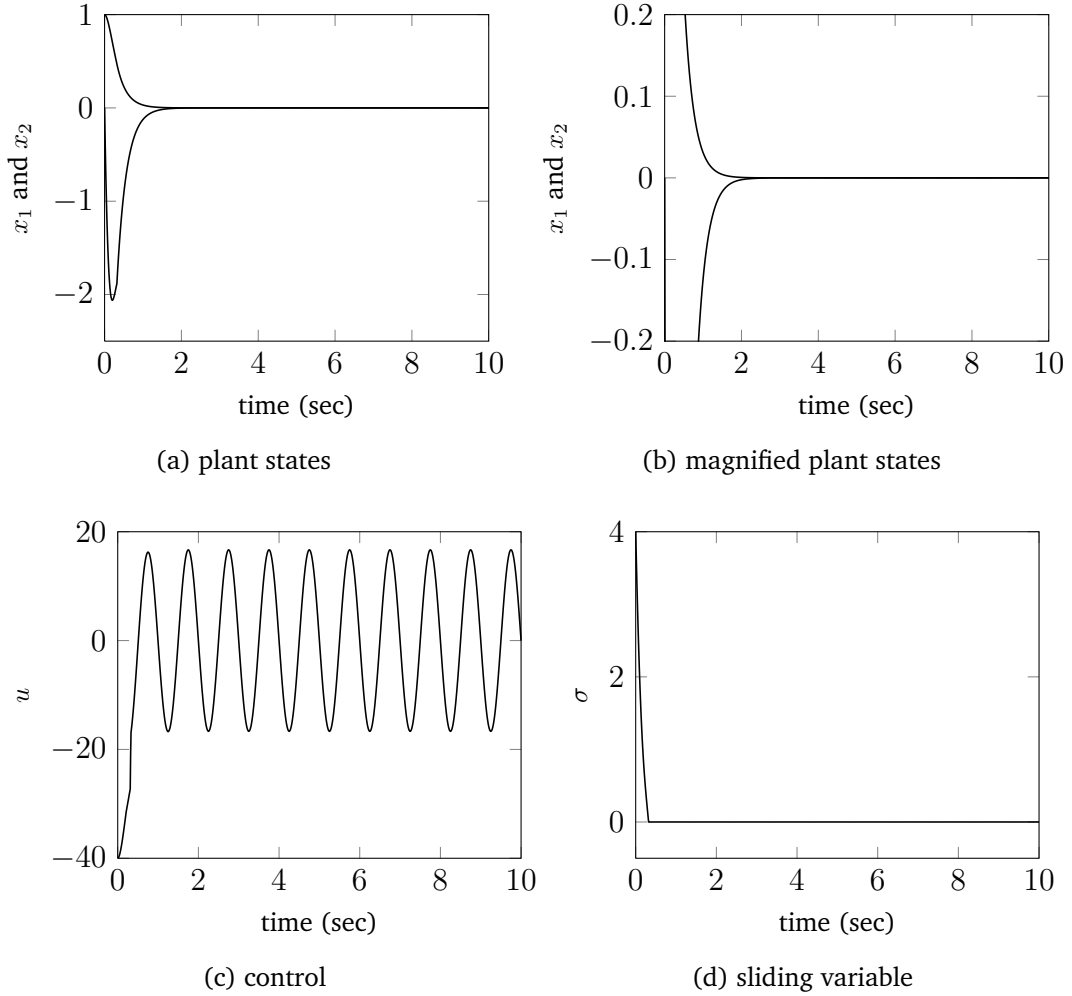 1
0
−1
−2
0 2 4 6 8 10
x1 and x2
time (sec)
(a) plant states
0.2
0.1
0
−0.1
−0.2
0 2 4 6 8 10
x1 and x2
time (sec)
(b) magnified plant states
20
0
−20
−40
0 2 4 6 8 10
u
time (sec)
(c) control
4
2
0
0 2 4 6 8 10
σ
time (sec)
(d) sliding variable